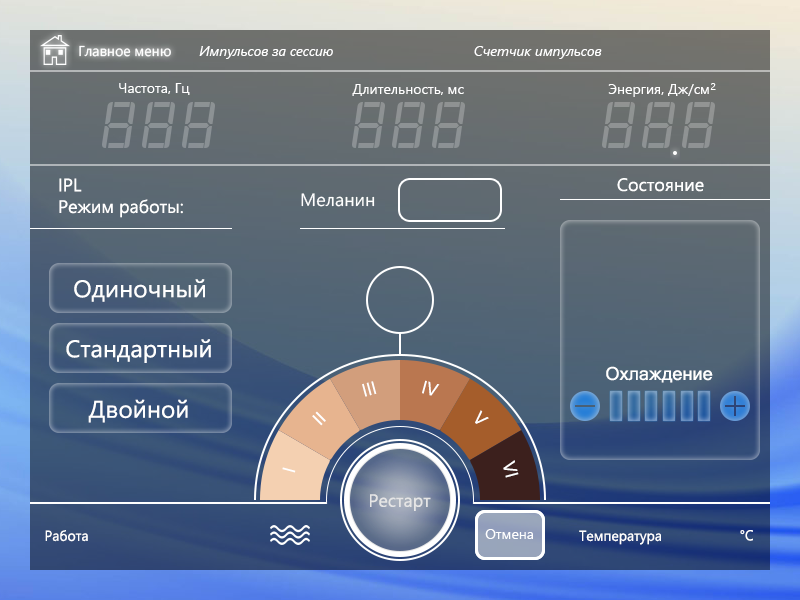 Главное меню Импульсов за сессию Счетчик импульсов
Частота, Гц Длительность, мс Энергия, Дж/см²
888 888 88.8
IPL
Режим работы:
Меланин
Состояние
Одиночный
Стандартный
Двойной
Охлаждение
I II III IV V VI
Рестарт
Отмена
Работа
Температура °C